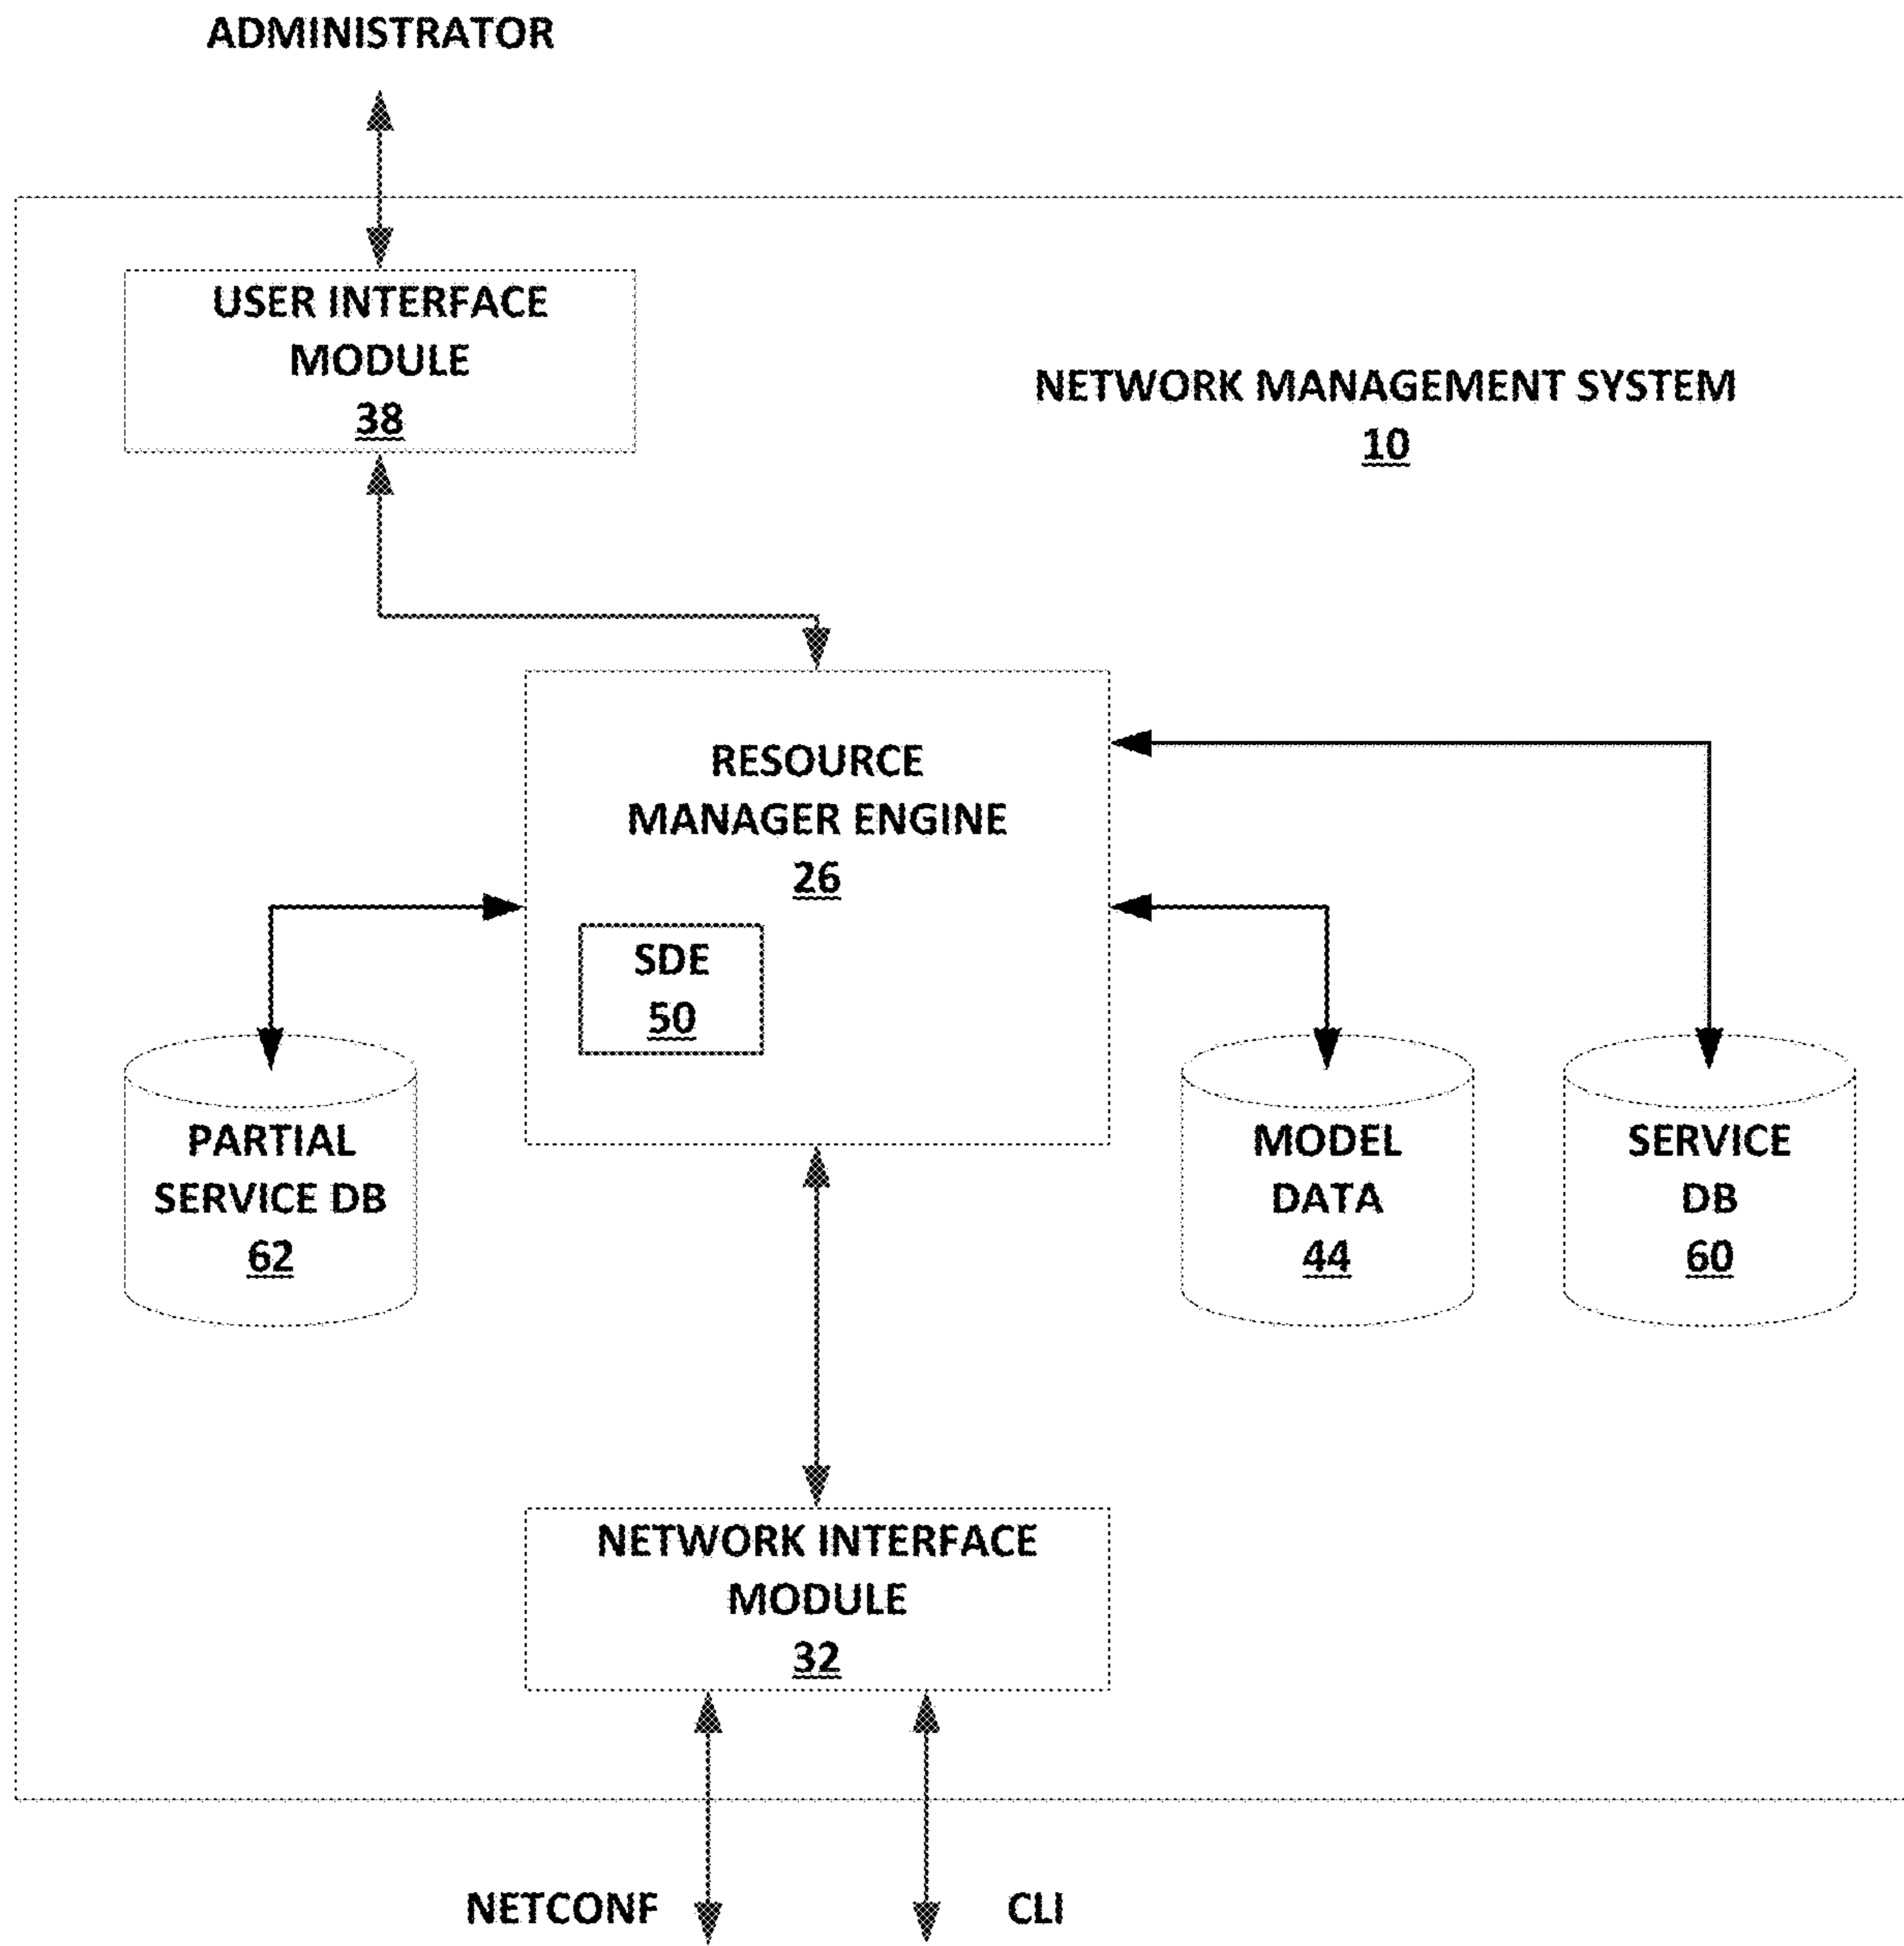 ADMINISTRATOR
USER INTERFACE
MODULE
38
NETWORK MANAGEMENT SYSTEM
10
RESOURCE
MANAGER ENGINE
26
SDE
50
PARTIAL
SERVICE DB
62
MODEL
DATA
44
SERVICE
DB
60
NETWORK INTERFACE
MODULE
32
NETCONF
CLI